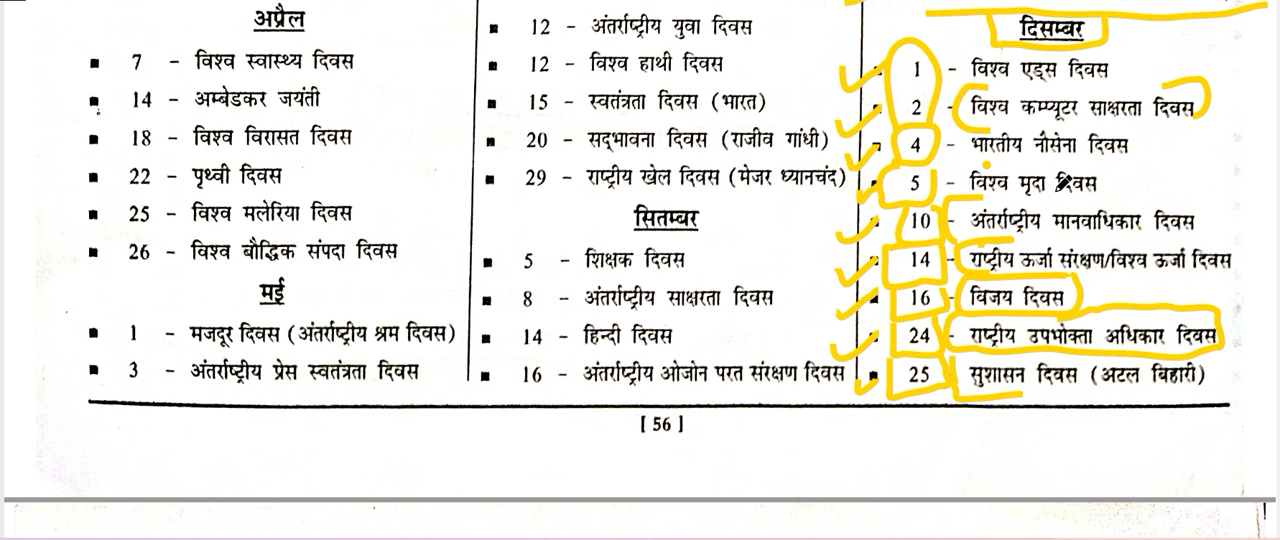 अप्रैल
▪ 7 - विश्व स्वास्थ्य दिवस
▪ 14 - अम्बेडकर जयंती
▪ 18 - विश्व विरासत दिवस
▪ 22 - पृथ्वी दिवस
▪ 25 - विश्व मलेरिया दिवस
▪ 26 - विश्व बौद्धिक संपदा दिवस
मई
▪ 1 - मजदूर दिवस (अंतर्राष्ट्रीय श्रम दिवस)
▪ 3 - अंतर्राष्ट्रीय प्रेस स्वतंत्रता दिवस
▪ 12 - अंतर्राष्ट्रीय युवा दिवस
▪ 12 - विश्व हाथी दिवस
▪ 15 - स्वतंत्रता दिवस (भारत)
▪ 20 - सद्भावना दिवस (राजीव गांधी)
▪ 29 - राष्ट्रीय खेल दिवस (मेजर ध्यानचंद)
सितम्बर
▪ 5 - शिक्षक दिवस
▪ 8 - अंतर्राष्ट्रीय साक्षरता दिवस
▪ 14 - हिन्दी दिवस
▪ 16 - अंतर्राष्ट्रीय ओजोन परत संरक्षण दिवस
दिसम्बर
▪ 1 - विश्व एड्स दिवस
▪ 2 - विश्व कम्प्यूटर साक्षरता दिवस
▪ 4 - भारतीय नौसेना दिवस
▪ 5 - विश्व मृदा दिवस
▪ 10 - अंतर्राष्ट्रीय मानवाधिकार दिवस
▪ 14 - राष्ट्रीय ऊर्जा संरक्षण/विश्व ऊर्जा दिवस
▪ 16 - विजय दिवस
▪ 24 - राष्ट्रीय उपभोक्ता अधिकार दिवस
▪ 25 - सुशासन दिवस (अटल बिहारी)
[ 56 ]